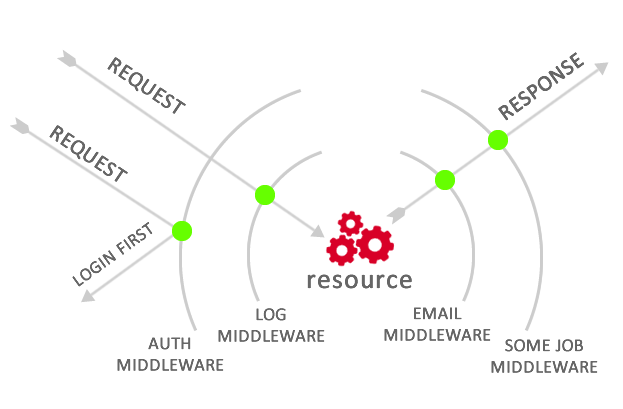 REQUEST
RESPONSE
REQUEST
LOGIN FIRST
resource
LOG
MIDDLEWARE
EMAIL
MIDDLEWARE
AUTH
MIDDLEWARE
SOME JOB
MIDDLEWARE